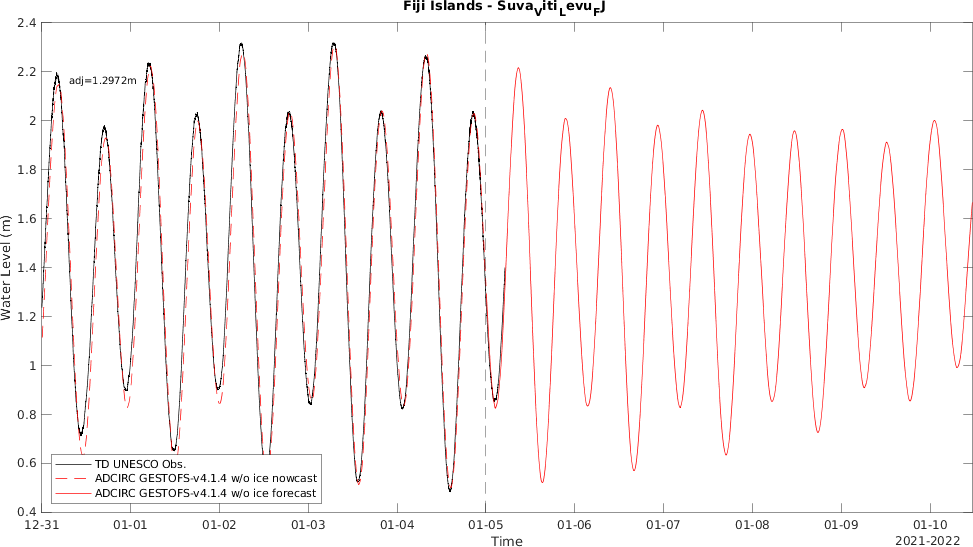 Fiji Islands - SuvaVitiLevuFJ
2.4
2.2
adj=1.2972m
2
1.8
1.6
1.4
1.2
1
0.8
0.6
0.4
Water Level (m)
TD UNESCO Obs.
ADCIRC GESTOFS-v4.1.4 w/o ice nowcast
ADCIRC GESTOFS-v4.1.4 w/o ice forecast
12-31 01-01 01-02 01-03 01-04 01-05 01-06 01-07 01-08 01-09 01-10
Time
2021-2022